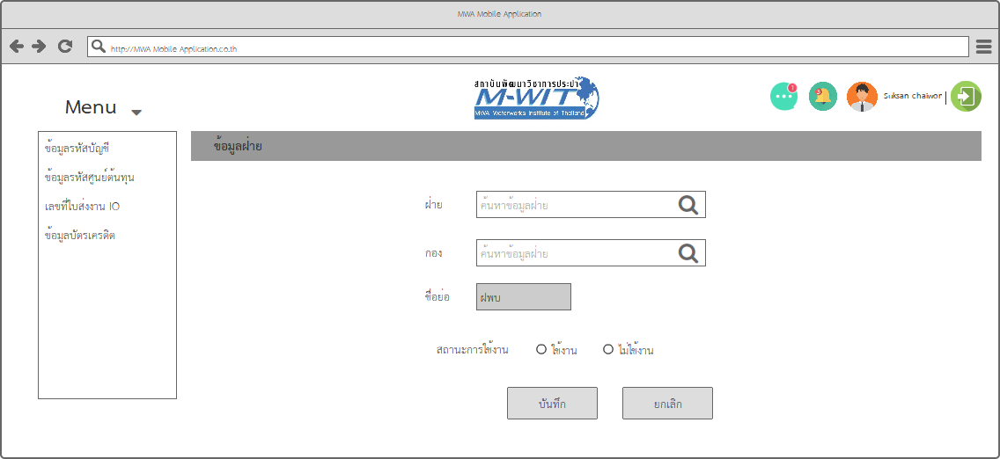 MWA Mobile Application
http://MWA Mobile Application.co.th
สถาบันพัฒนาวิชาการประปา
M-WIT
MWA Waterworks Institute of Thailand
1
3
Suksan chaiwon
Menu
ข้อมูลรหัสบัญชี
ข้อมูลรหัสศูนย์ต้นทุน
เลขที่ใบส่งงาน IO
ข้อมูลบัตรเครดิต
ข้อมูลฝ่าย
ฝ่าย
ค้นหาข้อมูลฝ่าย
กอง
ค้นหาข้อมูลฝ่าย
ชื่อย่อ
ฝพบ
สถานะการใช้งาน
ใช้งาน
ไม่ใช้งาน
บันทึก
ยกเลิก